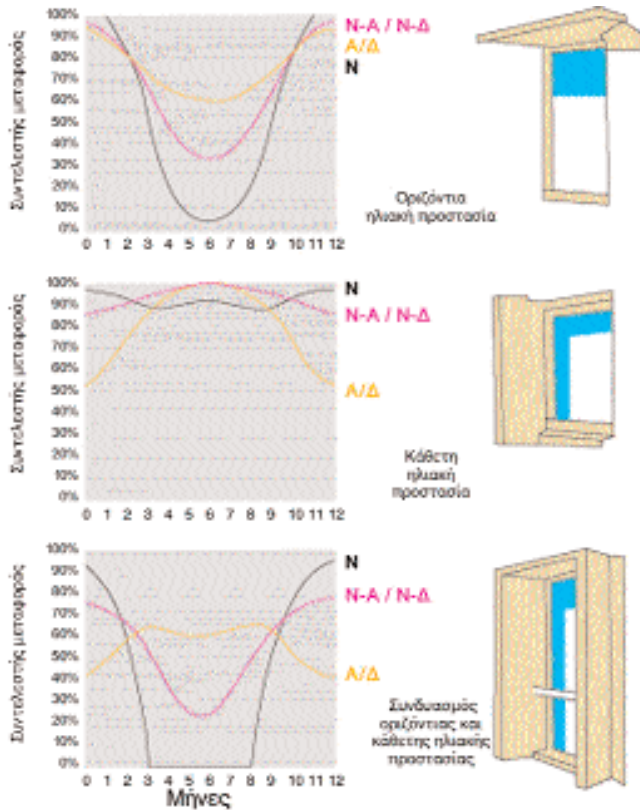 Συντελεστής μεταφοράς
100%
90%
80%
70%
60%
50%
40%
30%
20%
10%
0%
0 1 2 3 4 5 6 7 8 9 10 11 12
Ν-Α / Ν-Δ
Α/Δ
Ν
Οριζόντια
ηλιακή προστασία
Συντελεστής μεταφοράς
100%
90%
80%
70%
60%
50%
40%
30%
20%
10%
0%
0 1 2 3 4 5 6 7 8 9 10 11 12
Ν
Ν-Α / Ν-Δ
Α/Δ
Κάθετη
ηλιακή
προστασία
Συντελεστής μεταφοράς
100%
90%
80%
70%
60%
50%
40%
30%
20%
10%
0%
0 1 2 3 4 5 6 7 8 9 10 11 12
Μήνες
Ν
Ν-Α / Ν-Δ
Α/Δ
Συνδυασμός
οριζόντιας και
κάθετης ηλιακής
προστασίας